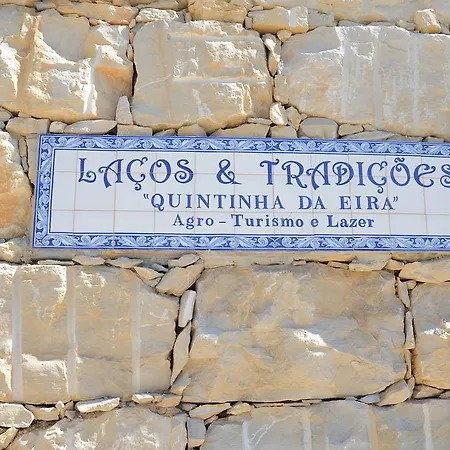 LAÇOS & TRADIÇÕES
"QUINTINHA DA EIRA"
Agro - Turismo e Lazer